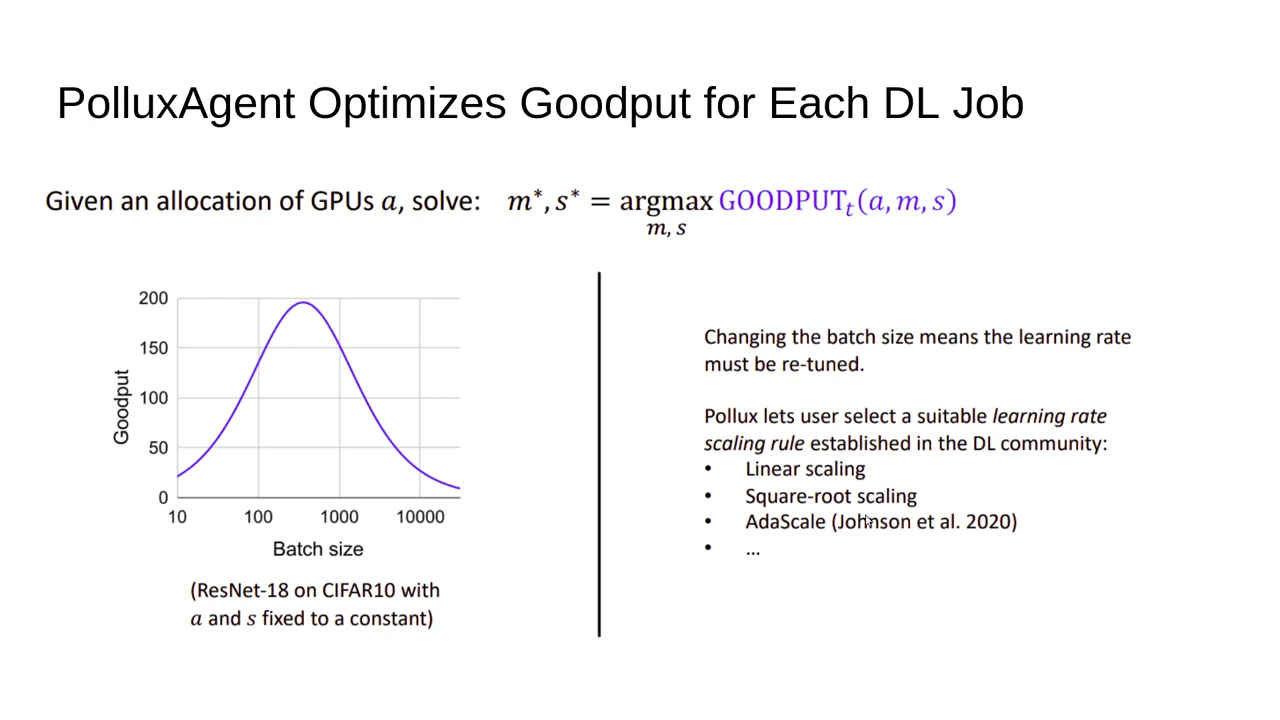 PolluxAgent Optimizes Goodput for Each DL Job
Given an allocation of GPUs a, solve: m*, s* = argmax GOODPUTt(a, m, s)
m, s
200
150
100
50
0
Goodput
10 100 1000 10000
Batch size
(ResNet-18 on CIFAR10 with
a and s fixed to a constant)
Changing the batch size means the learning rate
must be re-tuned.
Pollux lets user select a suitable learning rate
scaling rule established in the DL community:
• Linear scaling
• Square-root scaling
• AdaScale (Johnson et al. 2020)
• ...